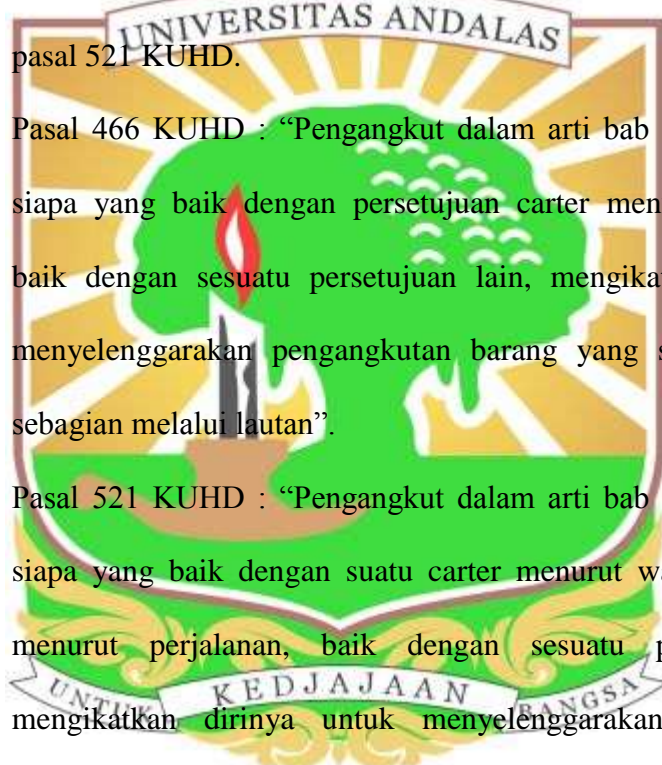 UNIVERSITAS ANDALAS
pasal 521 KUHD.
Pasal 466 KUHD : “Pengangkut dalam arti bab
siapa yang baik dengan persetujuan carter men
baik dengan sesuatu persetujuan lain, mengika
menyelenggarakan pengangkutan barang yang s
sebagian melalui lautan”.
Pasal 521 KUHD : “Pengangkut dalam arti bab
siapa yang baik dengan suatu carter menurut wa
menurut perjalanan, baik dengan sesuatu p
UNTUK KEDJAJAAN BANGSA
mengikatkan dirinya untuk menyelenggarakan